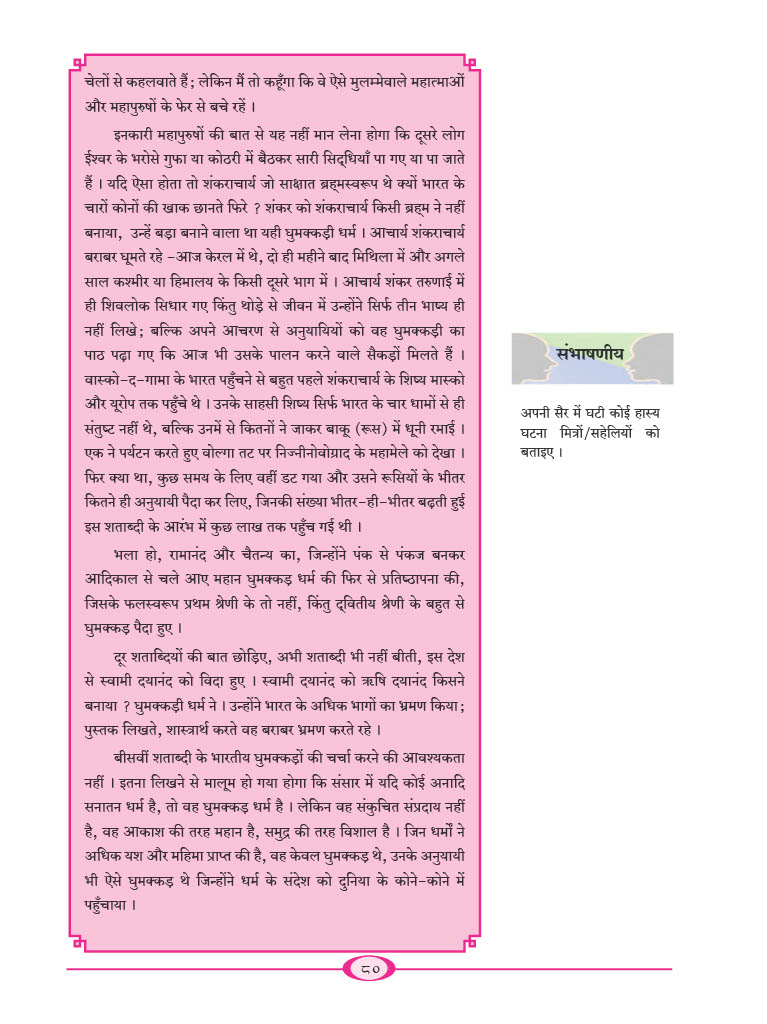 चेलों से कहलवाते हैं; लेकिन मैं तो कहूँगा कि वे ऐसे मुलम्मेवाले महात्माओं
और महापुरुषों के फेर से बचे रहें ।
इनकारी महापुरुषों की बात से यह नहीं मान लेना होगा कि दूसरे लोग
ईश्वर के भरोसे गुफा या कोठरी में बैठकर सारी सिद्‌धियाँ पा गए या पा जाते
हैं । यदि ऐसा होता तो शंकराचार्य जो साक्षात ब्रह्मस्वरूप थे क्यों भारत के
चारों कोनों की खाक छानते फिरे ? शंकर को शंकराचार्य किसी ब्रह्म ने नहीं
बनाया, उन्हें बड़ा बनाने वाला था यही घुमक्कड़ी धर्म । आचार्य शंकराचार्य
बराबर घूमते रहे -आज केरल में थे, दो ही महीने बाद मिथिला में और अगले
साल कश्मीर या हिमालय के किसी दूसरे भाग में । आचार्य शंकर तरुणाई में
ही शिवलोक सिधार गए किंतु थोड़े से जीवन में उन्होंने सिर्फ तीन भाष्य ही
नहीं लिखे; बल्कि अपने आचरण से अनुयायियों को वह घुमक्कड़ी का
पाठ पढ़ा गए कि आज भी उसके पालन करने वाले सैकड़ों मिलते हैं ।
वास्को-द-गामा के भारत पहुँचने से बहुत पहले शंकराचार्य के शिष्य मास्को
और यूरोप तक पहुँचे थे । उनके साहसी शिष्य सिर्फ भारत के चार धामों से ही
संतुष्ट नहीं थे, बल्कि उनमें से कितनों ने जाकर बाकू (रूस) में धूनी रमाई ।
एक ने पर्यटन करते हुए वोल्गा तट पर निज्नीनोवोग्राद के महामेले को देखा ।
फिर क्या था, कुछ समय के लिए वहीं डट गया और उसने रूसियों के भीतर
कितने ही अनुयायी पैदा कर लिए, जिनकी संख्या भीतर-ही-भीतर बढ़ती हुई
इस शताब्दी के आरंभ में कुछ लाख तक पहुँच गई थी ।
भला हो, रामानंद और चैतन्य का, जिन्होंने पंक से पंकज बनकर
आदिकाल से चले आए महान घुमक्कड़ धर्म की फिर से प्रतिष्ठापना की,
जिसके फलस्वरूप प्रथम श्रेणी के तो नहीं, किंतु द्‌वितीय श्रेणी के बहुत से
घुमक्कड़ पैदा हुए ।
दूर शताब्दियों की बात छोड़िए, अभी शताब्दी भी नहीं बीती, इस देश
से स्वामी दयानंद को विदा हुए । स्वामी दयानंद को ऋषि दयानंद किसने
बनाया ? घुमक्कड़ी धर्म ने । उन्होंने भारत के अधिक भागों का भ्रमण किया;
पुस्तक लिखते, शास्त्रार्थ करते वह बराबर भ्रमण करते रहे ।
बीसवीं शताब्दी के भारतीय घुमक्कड़ों की चर्चा करने की आवश्यकता
नहीं । इतना लिखने से मालूम हो गया होगा कि संसार में यदि कोई अनादि
सनातन धर्म है, तो वह घुमक्कड़ धर्म है । लेकिन वह संकुचित संप्रदाय नहीं
है, वह आकाश की तरह महान है, समुद्र की तरह विशाल है । जिन धर्मों ने
अधिक यश और महिमा प्राप्त की है, वह केवल घुमक्कड़ थे, उनके अनुयायी
भी ऐसे घुमक्कड़ थे जिन्होंने धर्म के संदेश को दुनिया के कोने-कोने में
पहुँचाया ।
संभाषणीय
अपनी सैर में घटी कोई हास्य
घटना मित्रों/सहेलियों को
बताइए ।
८०